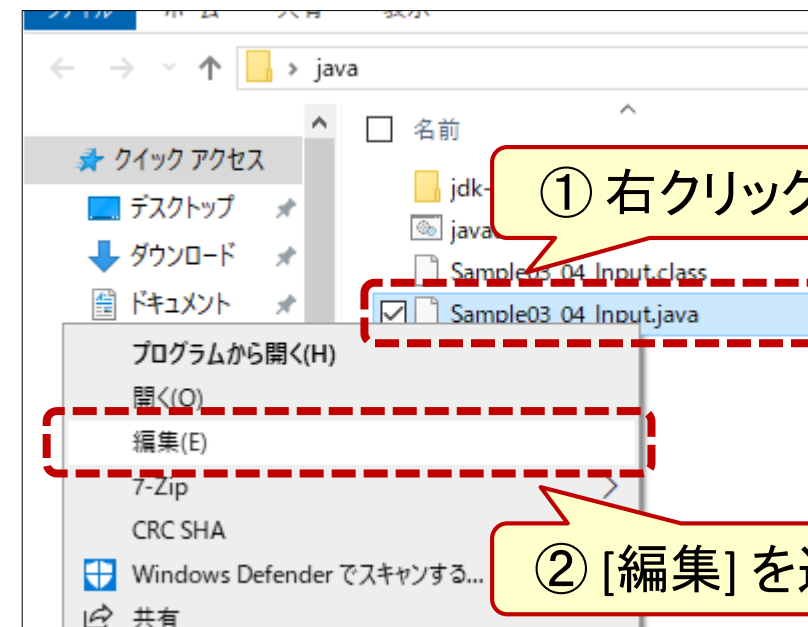 java
名前
クイック アクセス
① 右クリック
jdk-
デスクトップ
java
ダウンロード
Sample03_04_Input.class
ドキュメント
Sample03_04_Input.java
プログラムから開く(H)
開く(O)
編集(E)
7-Zip
CRC SHA
② [編集] を
Windows Defender でスキャンする...
共有